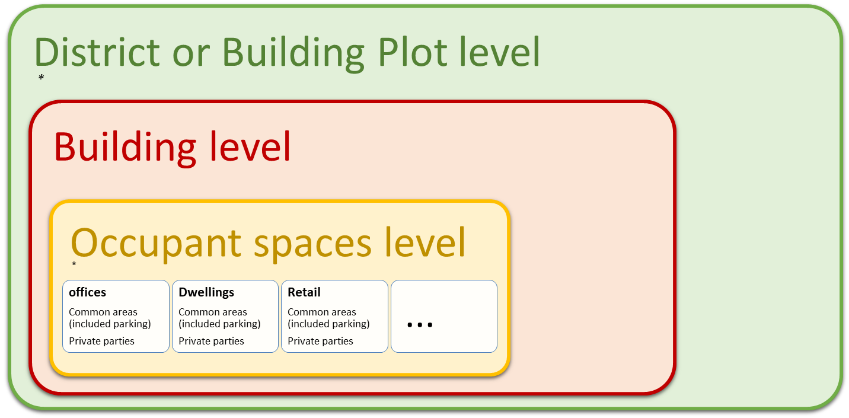 District or Building Plot level
*
Building level
Occupant spaces level
.
offices
Common areas
(included parking)
Private parties
Dwellings
Common areas
(included parking)
Private parties
Retail
Common areas
(included parking)
Private parties
...